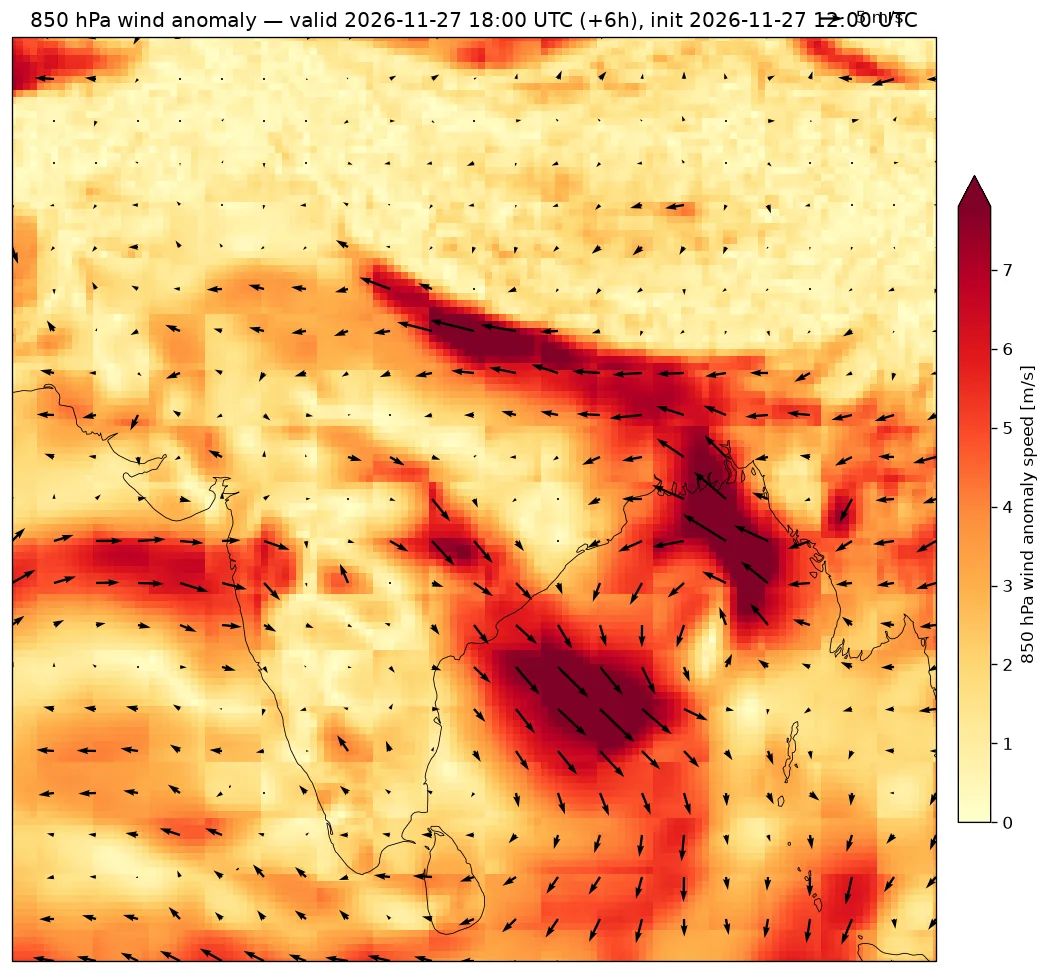 850 hPa wind anomaly — valid 2026-11-27 18:00 UTC (+6h), init 2026-11-27 12:00 UTC
5 m/s
7
6
5
4
3
2
1
0
850 hPa wind anomaly speed [m/s]